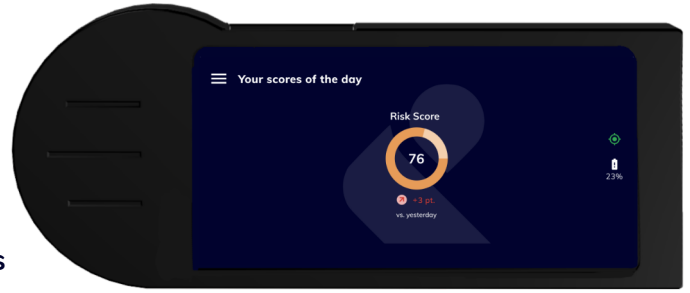 Your scores of the day
Risk Score
76
+3 pt.
vs. yesterday
23%
s